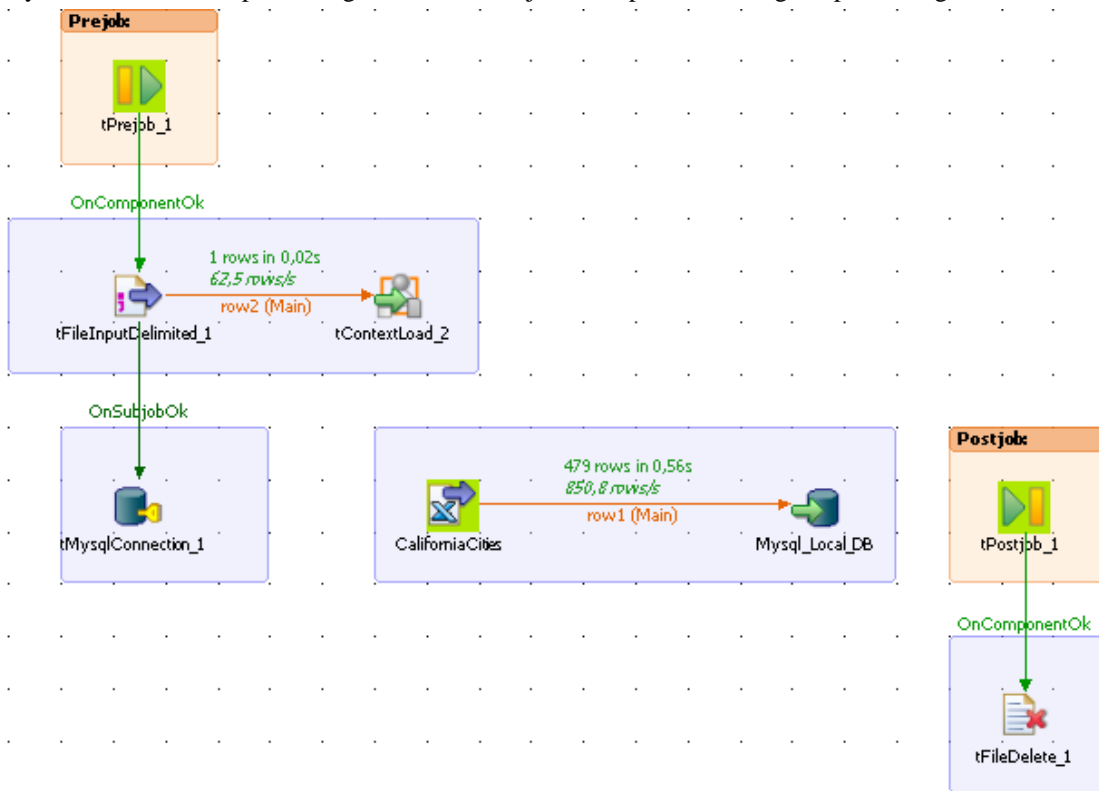 Prejob:
tPrejob_1
OnComponentOk
1 rows in 0,02s
62,5 rows/s
row2 (Main)
tFileInputDelimited_1
tContextLoad_2
OnSubjobOk
tMysqlConnection_1
479 rows in 0,56s
850,8 rows/s
row1 (Main)
CaliforniaCities
Mysql_Local_DB
Postjob:
tPostjob_1
OnComponentOk
tFileDelete_1